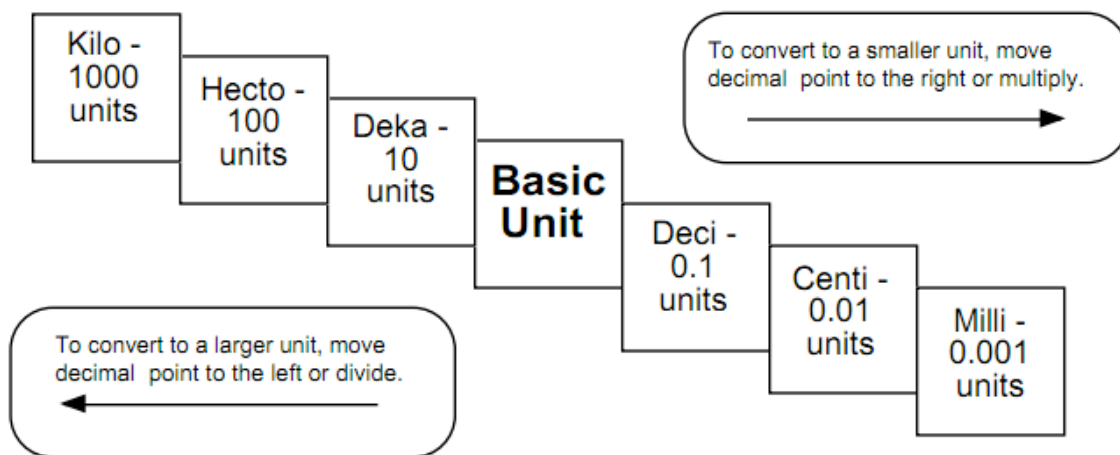 Kilo -
1000
units
Hecto -
100
units
Deka -
10
units
Basic
Unit
Deci -
0.1
units
Centi -
0.01
units
Milli -
0.001
units
To convert to a smaller unit, move
decimal point to the right or multiply.
To convert to a larger unit, move
decimal point to the left or divide.